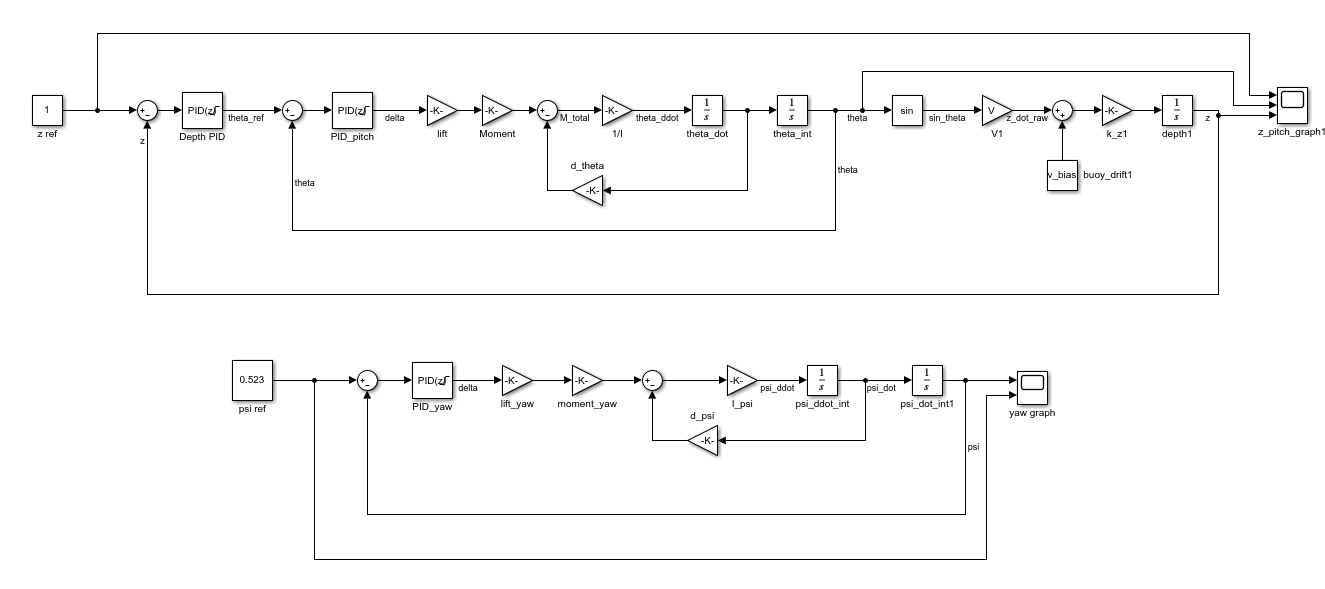 1
z ref
+
-
z
PID(z)
Depth PID
theta_ref
+
-
theta
PID(z)
PID_pitch
delta
-K-
lift
-K-
Moment
+
-
M_total
-K-
1/I
theta_ddot
1
s
theta_dot
d_theta
-K-
1
s
theta_int
theta
theta
sin
sin_theta
V
V1
z_dot_raw
+
+
v_bias
buoy_drift1
-K-
k_z1
1
s
depth1
z
z_pitch_graph1
0.523
psi ref
+
-
PID(z)
PID_yaw
delta
-K-
lift_yaw
-K-
moment_yaw
+
-
d_psi
-K-
-K-
I_psi
psi_ddot
1
s
psi_ddot_int
psi_dot
1
s
psi_dot_int1
psi
yaw graph